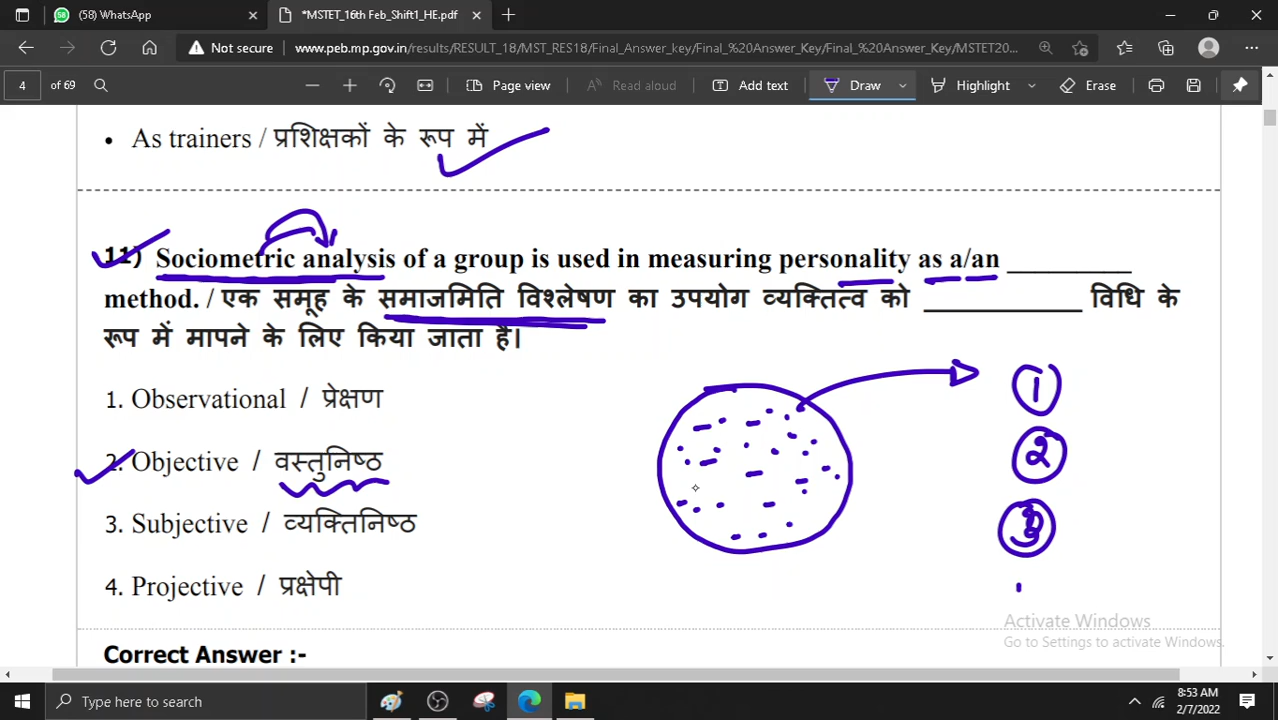 (58) WhatsApp
*MSTET_16th Feb_Shift1_HE.pdf
Not secure
www.peb.mp.gov.in/results/RESULT_18/MST_RES18/Final_Answer_key/Final_%20Answer_Key/Final_%20Answer_Key/MSTET20...
4 of 69
Page view
Read aloud
Add text
Draw
Highlight
Erase
• As trainers / प्रशिक्षकों के रूप में
11) Sociometric analysis of a group is used in measuring personality as a/an __________
method. / एक समूह के समाजमिति विश्लेषण का उपयोग व्यक्तित्व को ____________ विधि के
रूप में मापने के लिए किया जाता है।
1. Observational / प्रेक्षण
2. Objective / वस्तुनिष्ठ
3. Subjective / व्यक्तिनिष्ठ
4. Projective / प्रक्षेपी
1
2
3
Activate Windows
Go to Settings to activate Windows.
Correct Answer :-
Type here to search
8:53 AM
2/7/2022